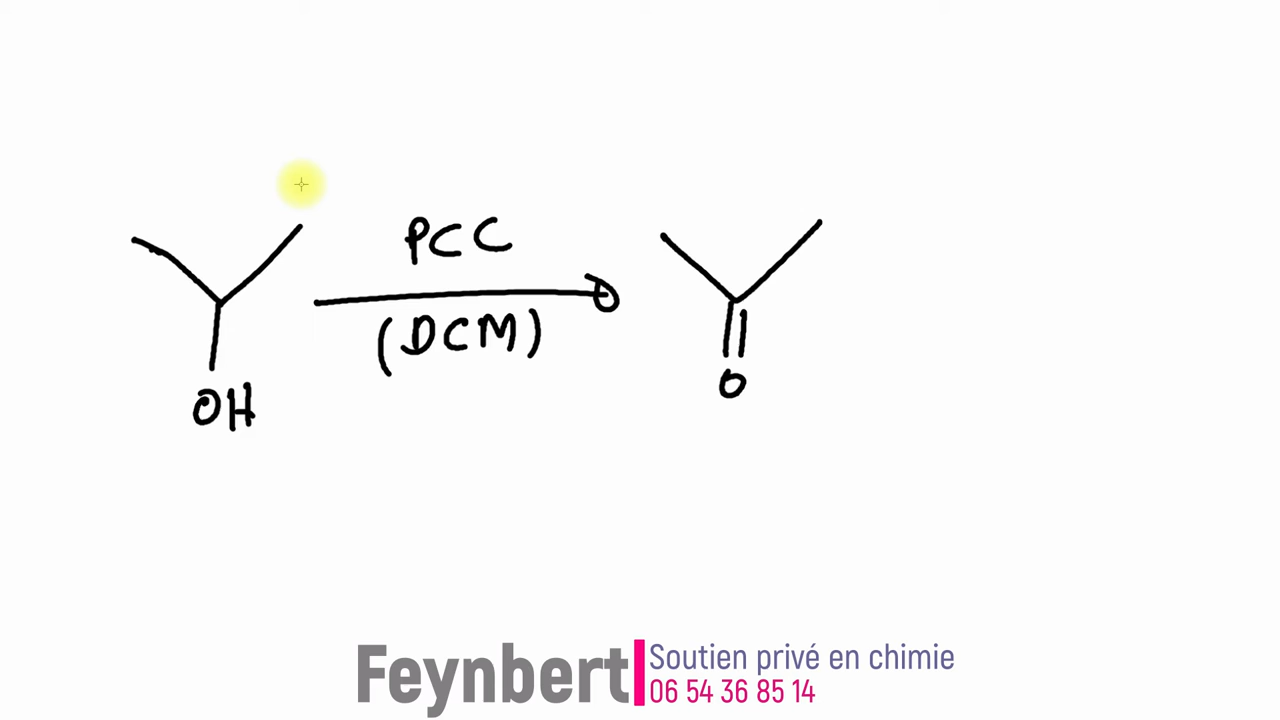 PCC
(DCM)
OH
O
Feynbert
Soutien privé en chimie
06 54 36 85 14